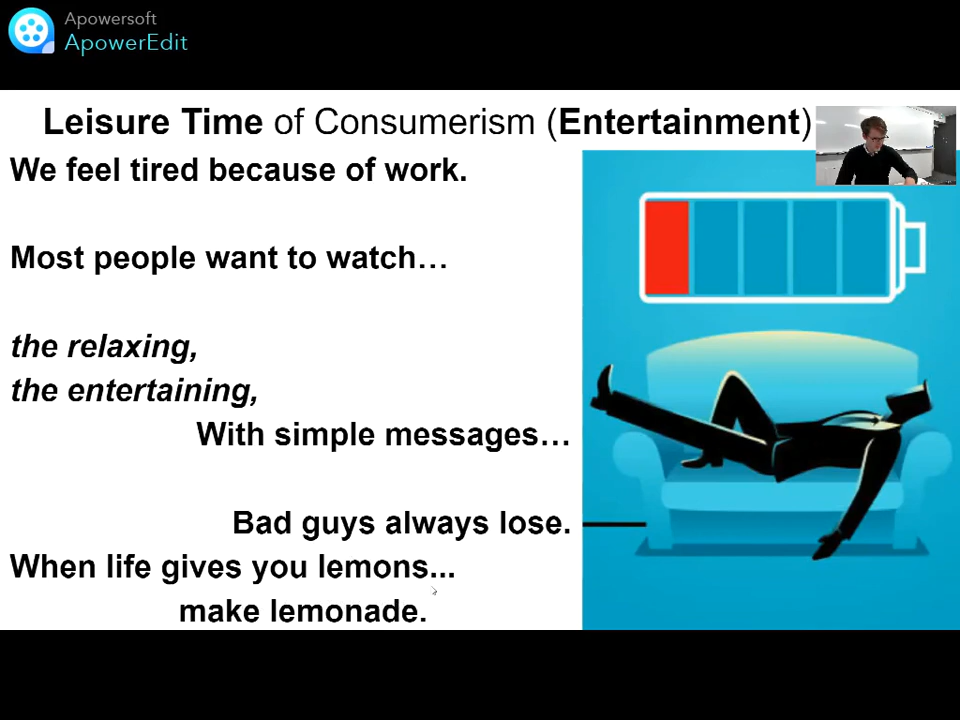 Apowersoft
ApowerEdit
Leisure Time of Consumerism (Entertainment)
We feel tired because of work.
Most people want to watch…
the relaxing,
the entertaining,
With simple messages…
Bad guys always lose.
When life gives you lemons...
make lemonade.